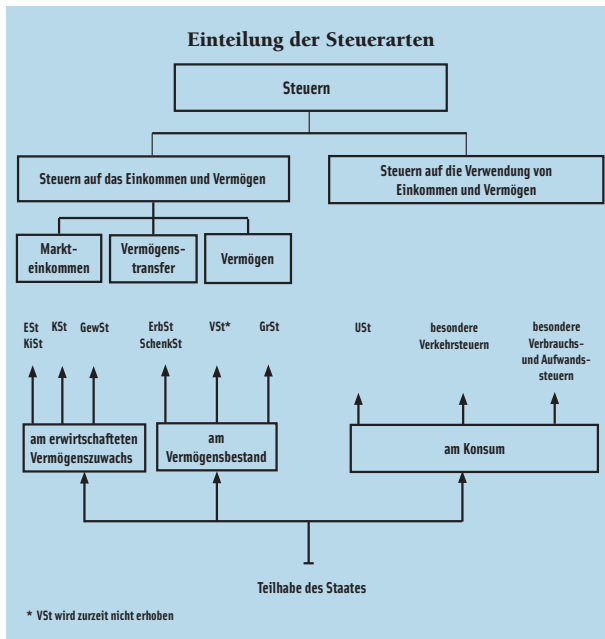 Einteilung der Steuerarten
Steuern
Steuern auf das Einkommen und Vermögen
Steuern auf die Verwendung von
Einkommen und Vermögen
Markt-
einkommen
Vermögens-
transfer
Vermögen
ESt
KiSt
KSt
GewSt
ErbSt
SchenkSt
VSt*
GrSt
USt
besondere
Verkehrsteuern
besondere
Verbrauchs-
und Aufwands-
steuern
am erwirtschafteten
Vermögenszuwachs
am
Vermögensbestand
am Konsum
Teilhabe des Staates
* VSt wird zurzeit nicht erhoben